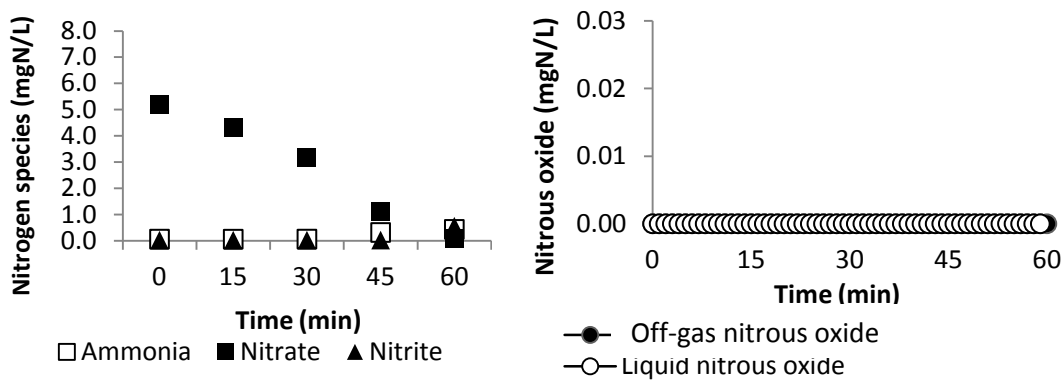 Nitrogen species (mgN/L)
8.0
7.0
6.0
5.0
4.0
3.0
2.0
1.0
0.0
0 15 30 45 60
Time (min)
Ammonia Nitrate Nitrite
Nitrous oxide (mgN/L)
0.03
0.02
0.01
0.00
0 15 30 45 60
Time (min)
Off-gas nitrous oxide
Liquid nitrous oxide